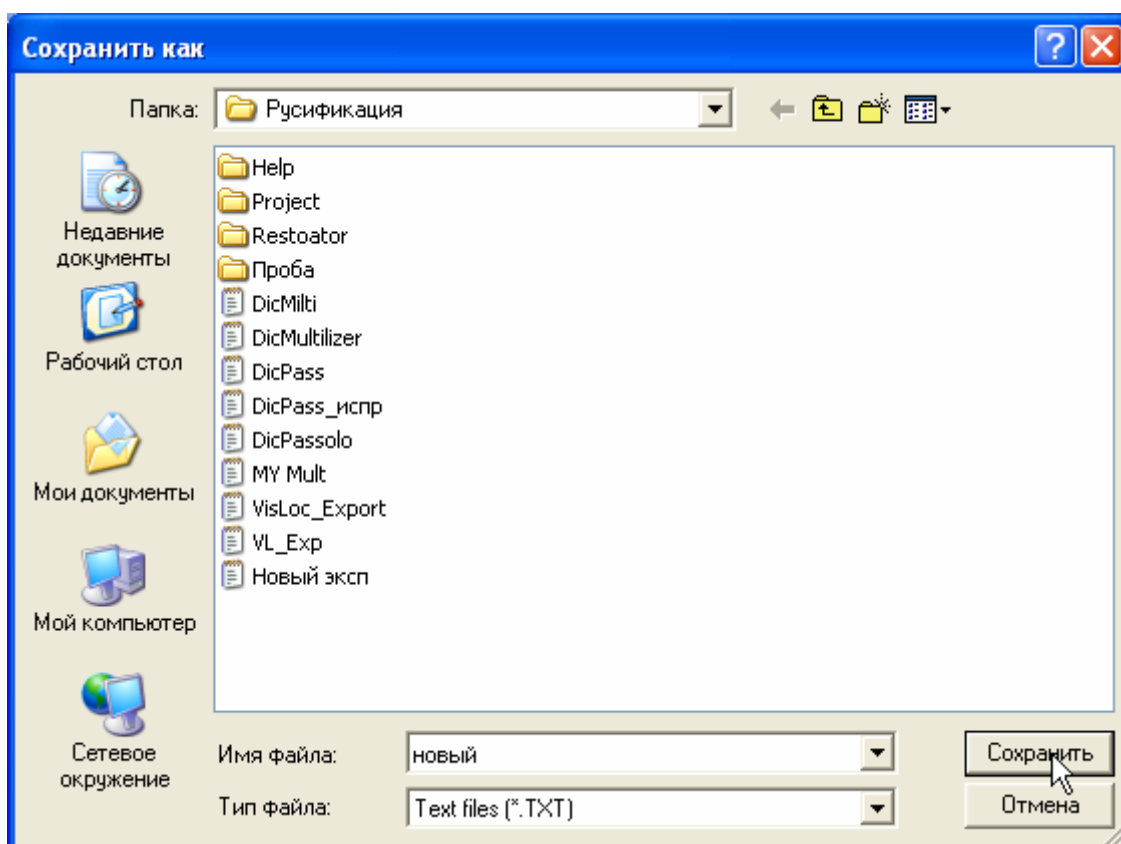 Сохранить как
Папка:
Русификация
Недавние
документы
Рабочий стол
Мои документы
Мой компьютер
Сетевое
окружение
Help
Project
Restoator
Проба
DicMilti
DicMultilizer
DicPass
DicPass_испр
DicPassolo
MY Mult
VisLoc_Export
VL_Exp
Новый эксп
Имя файла:
новый
Сохранить
Тип файла:
Text files (*.TXT)
Отмена